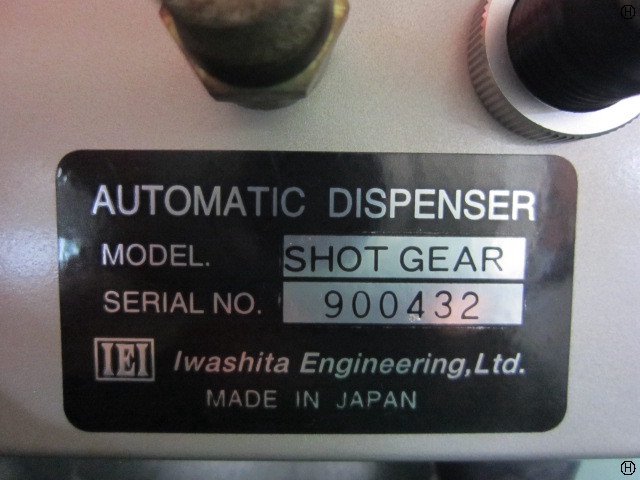 AUTOMATIC DISPENSER
MODEL. SHOT GEAR
SERIAL NO. 900432
IEI Iwashita Engineering,Ltd.
MADE IN JAPAN
H
H